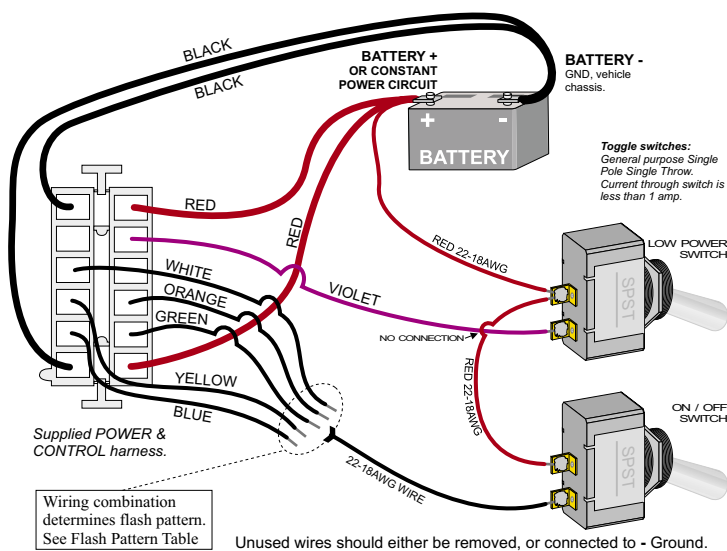 BLACK
BLACK
BATTERY +
OR CONSTANT
POWER CIRCUIT
BATTERY -
GND, vehicle
chassis.
+ -
BATTERY
Toggle switches:
General purpose Single
Pole Single Throw.
Current through switch is
less than 1 amp.
RED
RED
RED 22-18AWG
LOW POWER
SWITCH
SPST
WHITE
ORANGE
GREEN
VIOLET
NO CONNECTION
RED 22-18AWG
YELLOW
BLUE
ON / OFF
SWITCH
SPST
Supplied POWER &
CONTROL harness.
22-18AWG WIRE
Wiring combination
determines flash pattern.
See Flash Pattern Table
Unused wires should either be removed, or connected to - Ground.